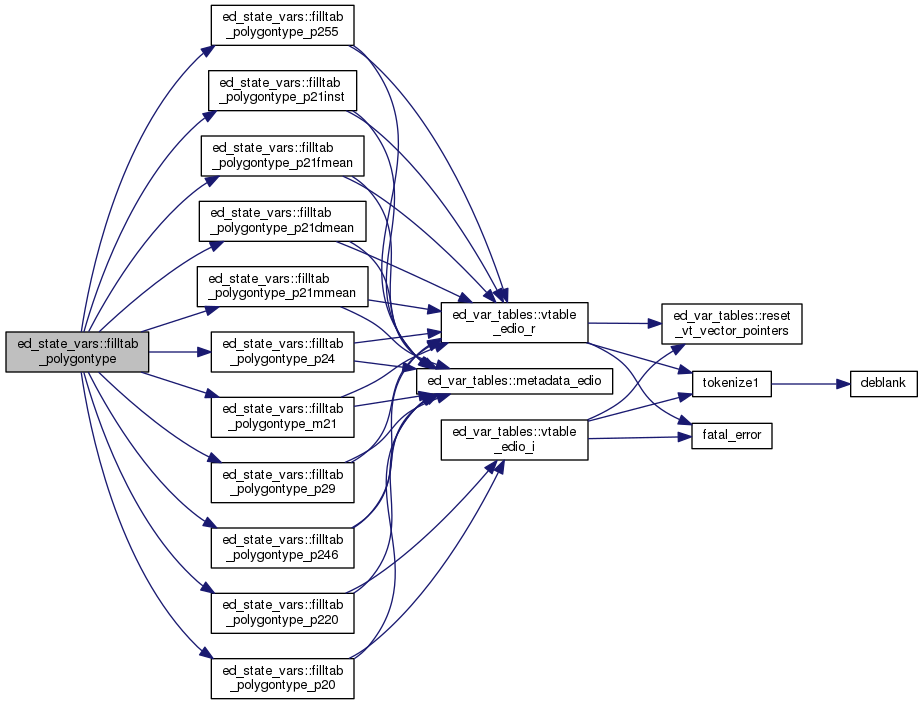 ed_state_vars::filltab
_polygontype
ed_state_vars::filltab
_polygontype_p255
ed_state_vars::filltab
_polygontype_p21inst
ed_state_vars::filltab
_polygontype_p21fmean
ed_state_vars::filltab
_polygontype_p21dmean
ed_state_vars::filltab
_polygontype_p21mmean
ed_state_vars::filltab
_polygontype_p24
ed_state_vars::filltab
_polygontype_m21
ed_state_vars::filltab
_polygontype_p29
ed_state_vars::filltab
_polygontype_p246
ed_state_vars::filltab
_polygontype_p220
ed_state_vars::filltab
_polygontype_p20
ed_var_tables::vtable
_edio_r
ed_var_tables::metadata_edio
ed_var_tables::vtable
_edio_i
ed_var_tables::reset
_vt_vector_pointers
tokenize1
fatal_error
deblank